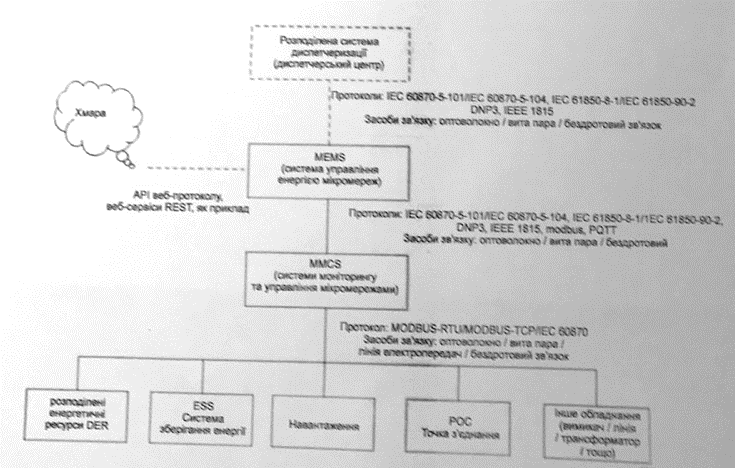 Розподілена система
диспетчеризації
(диспетчерський центр)
Протоколи: IEC 60870-5-101/IEC 60870-5-104, IEC 61850-8-1/IEC 61850-90-2
DNP3, IEEE 1815
Засоби зв'язку: оптоволокно / вита пара / бездротовий зв'язок
Хмара
MEMS
(система управління
енергією мікромереж)
API веб-протоколу,
веб-сервіси REST, як приклад
Протоколи: IEC 60870-5-101/IEC 60870-5-104, IEC 61850-8-1/1EC 61850-90-2,
DNP3, IEEE 1815, modbus, PQTT
Засоби зв'язку: оптоволокно / вита пара / бездротовий
MMCS
(системи моніторингу
та управління мікромережами)
Протокол: MODBUS-RTU/MODBUS-TCP/IEC 60870
Засоби зв'язку: оптоволокно / вита пара /
лінія електропередач / бездротовий зв'язок
розподілені
енергетичні
ресурси DER
ESS
Система
зберігання енергії
Навантаження
POC
Точка з'єднання
Інше обладнання
(вимикач / лінія
/ трансформатор
/ тощо)